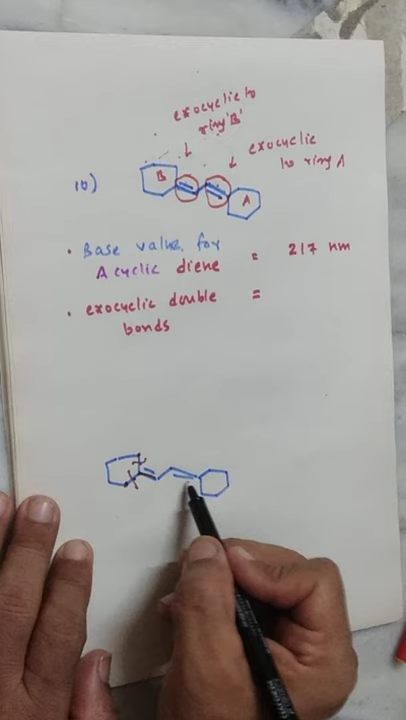 exocyclic to
ring 'B'
exocyclic
to ring A
10)
B
A
• Base value for
Acyclic diene = 217 nm
• exocyclic double =
bonds